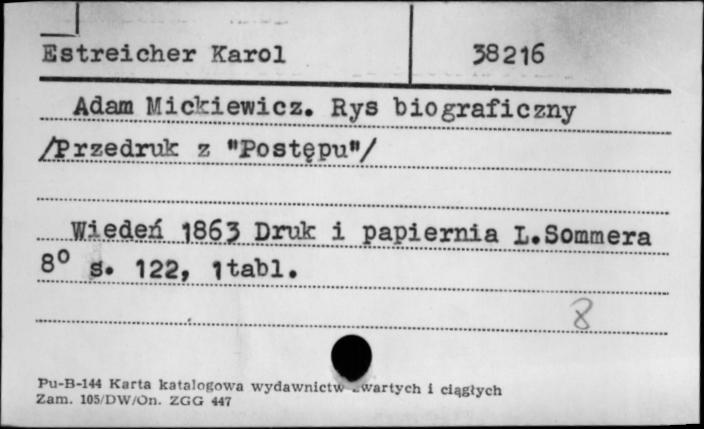 Estreicher Karol 38216
Adam Mickiewicz. Rys biograficzny
/Przedruk z "Postępu"/
Wiedeń 1863 Druk i papiernia L.Sommera
8° s. 122, 1tabl.
8
Pu-B-144 Karta katalogowa wydawnictw zwartych i ciągłych
Zam. 105/DW/On. ZGG 447